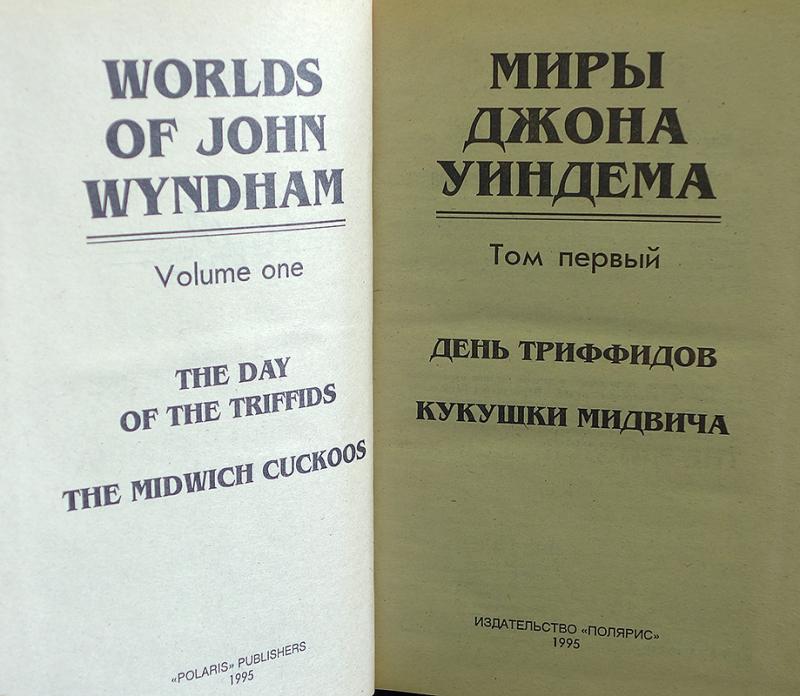 WORLDS
OF JOHN
WYNDHAM
Volume one
THE DAY
OF THE TRIFFIDS
THE MIDWICH CUCKOOS
«POLARIS» PUBLISHERS
1995
МИРЫ
ДЖОНА
УИНДЕМА
Том первый
ДЕНЬ ТРИФФИДОВ
КУКУШКИ МИДВИЧА
ИЗДАТЕЛЬСТВО «ПОЛЯРИС»
1995